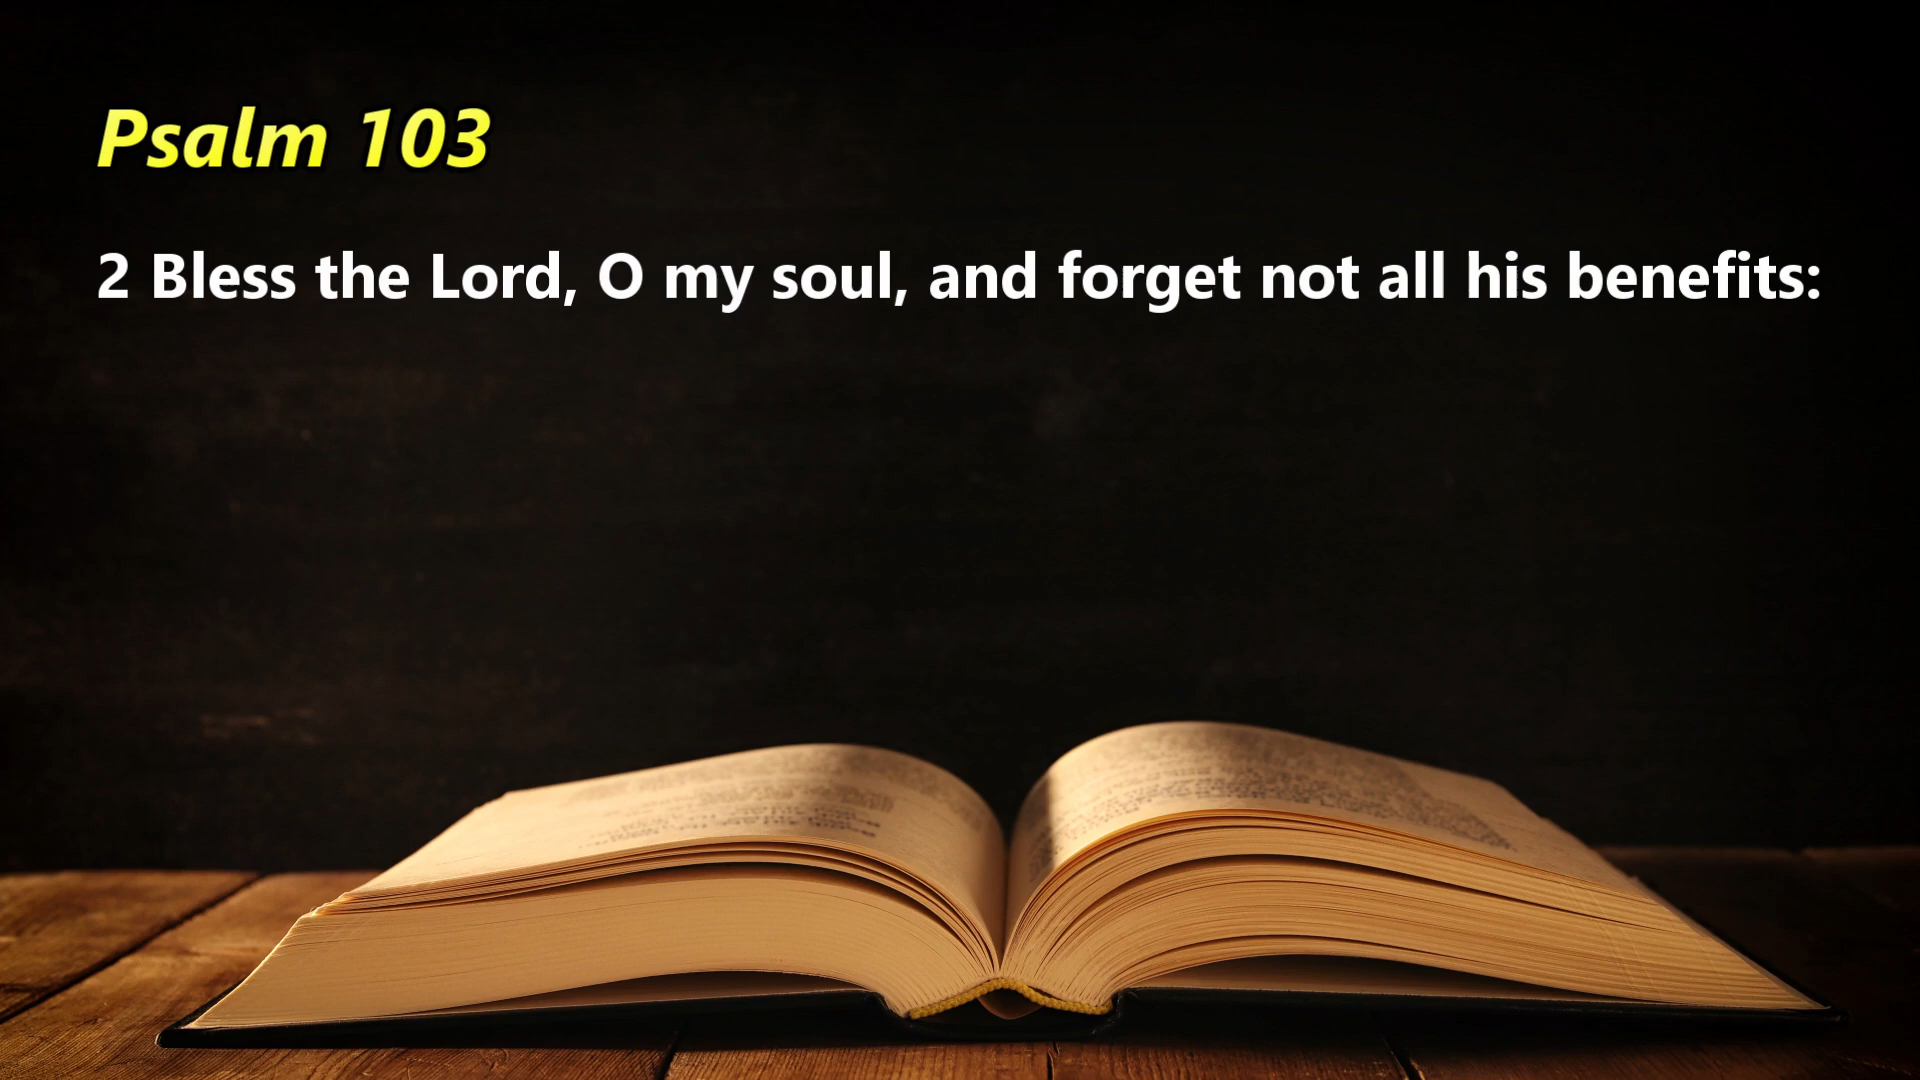 Psalm 103
2 Bless the Lord, O my soul, and forget not all his benefits: